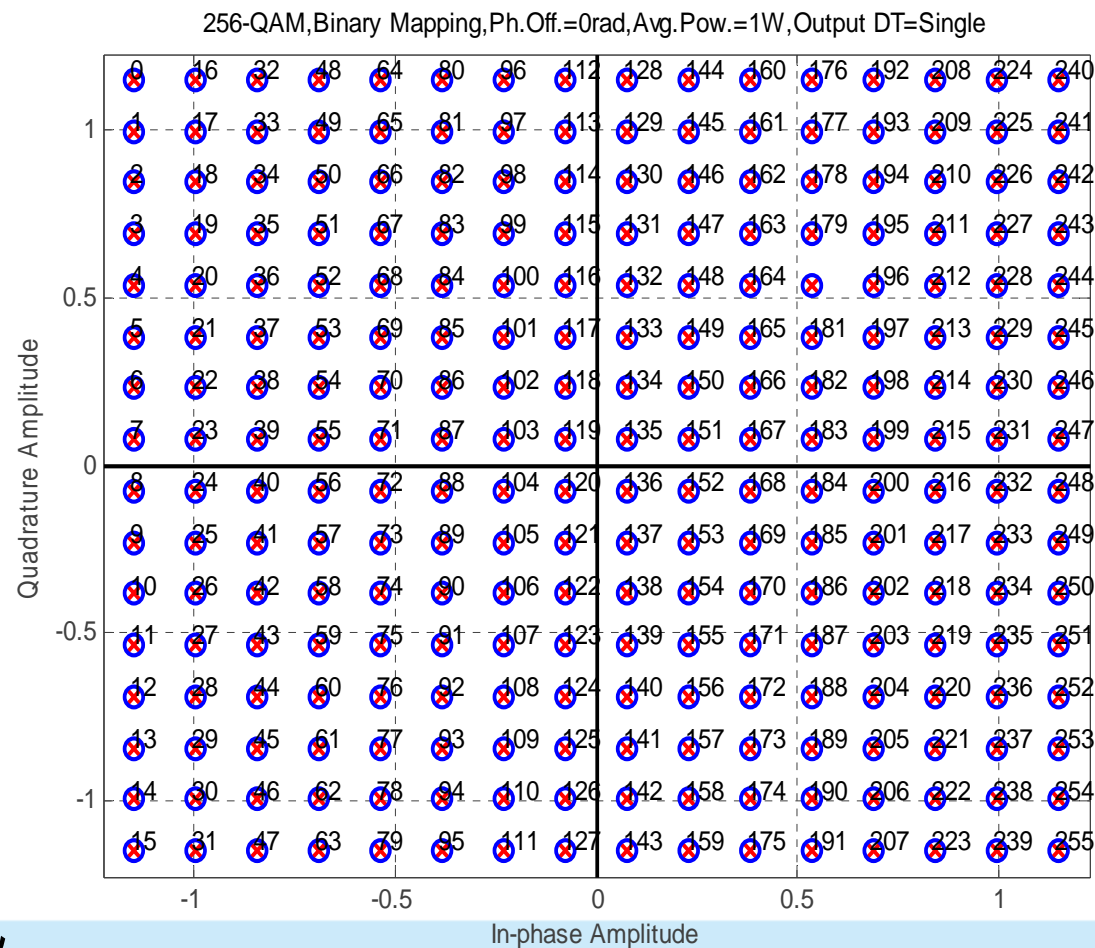 256-QAM,Binary Mapping,Ph.Off.=0rad,Avg.Pow.=1W,Output DT=Single
0 16 32 48 64 80 96 112 128 144 160 176 192 208 224 240
1
1 17 33 49 65 81 97 113 129 145 161 177 193 209 225 241
2 18 34 50 66 82 98 114 130 146 162 178 194 210 226 242
3 19 35 51 67 83 99 115 131 147 163 179 195 211 227 243
4 20 36 52 68 84 100 116 132 148 164 196 212 228 244
0.5
5 21 37 53 69 85 101 117 133 149 165 181 197 213 229 245
6 22 38 54 70 86 102 118 134 150 166 182 198 214 230 246
7 23 39 55 71 87 103 119 135 151 167 183 199 215 231 247
0
8 24 40 56 72 88 104 120 136 152 168 184 200 216 232 248
9 25 41 57 73 89 105 121 137 153 169 185 201 217 233 249
10 26 42 58 74 90 106 122 138 154 170 186 202 218 234 250
-0.5
11 27 43 59 75 91 107 123 139 155 171 187 203 219 235 251
12 28 44 60 76 92 108 124 140 156 172 188 204 220 236 252
13 29 45 61 77 93 109 125 141 157 173 189 205 221 237 253
-1
14 30 46 62 78 94 110 126 142 158 174 190 206 222 238 254
15 31 47 63 79 95 111 127 143 159 175 191 207 223 239 255
-1 -0.5 0 0.5 1
In-phase Amplitude
Quadrature Amplitude